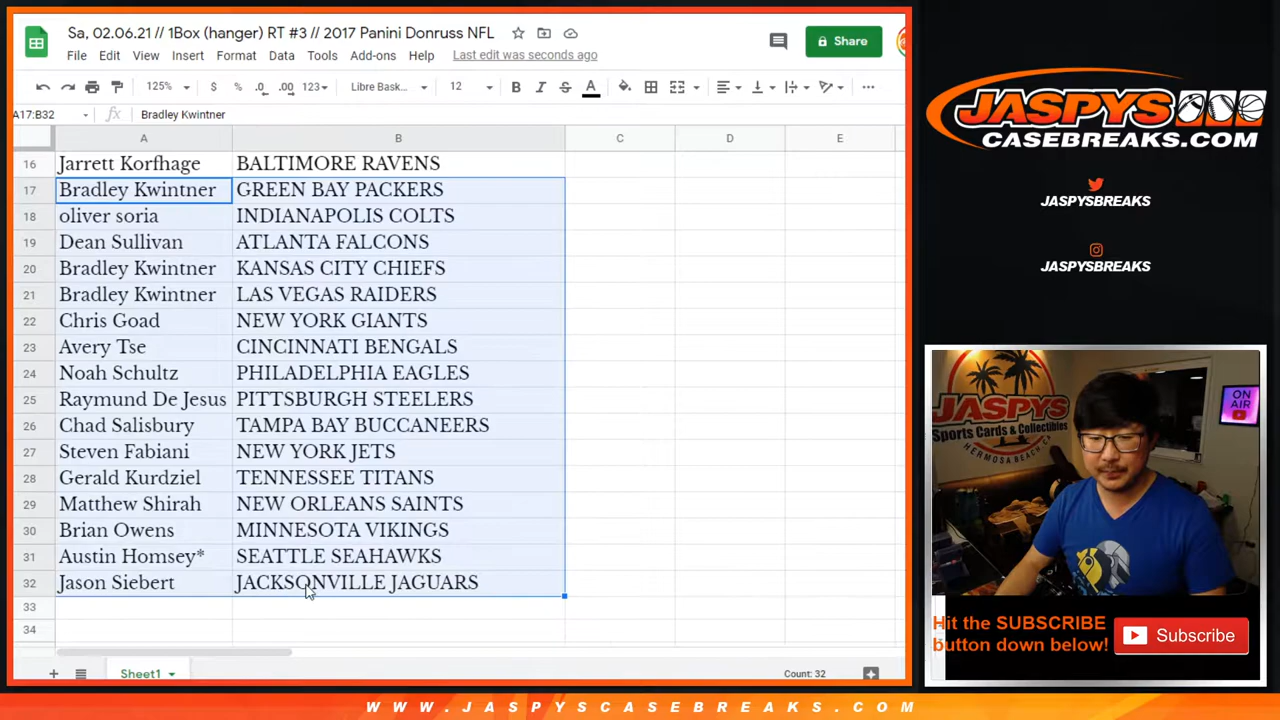 Sa, 02.06.21 // 1Box (hanger) RT #3 // 2017 Panini Donruss NFL
File Edit View Insert Format Data Tools Add-ons Help Last edit was seconds ago
Share
125% $ % .0 .00 123 Libre Bask... 12 B I S A
A17:B32 fx Bradley Kwintner
A B C D E
16 Jarrett Korfhage BALTIMORE RAVENS
17 Bradley Kwintner GREEN BAY PACKERS
18 oliver soria INDIANAPOLIS COLTS
19 Dean Sullivan ATLANTA FALCONS
20 Bradley Kwintner KANSAS CITY CHIEFS
21 Bradley Kwintner LAS VEGAS RAIDERS
22 Chris Goad NEW YORK GIANTS
23 Avery Tse CINCINNATI BENGALS
24 Noah Schultz PHILADELPHIA EAGLES
25 Raymund De Jesus PITTSBURGH STEELERS
26 Chad Salisbury TAMPA BAY BUCCANEERS
27 Steven Fabiani NEW YORK JETS
28 Gerald Kurdziel TENNESSEE TITANS
29 Matthew Shirah NEW ORLEANS SAINTS
30 Brian Owens MINNESOTA VIKINGS
31 Austin Homsey* SEATTLE SEAHAWKS
32 Jason Siebert JACKSONVILLE JAGUARS
33
34
Sheet1 Count: 32
JASPYS
CASEBREAKS.COM
JASPYSBREAKS
JASPYSBREAKS
JASPYS
Sports Cards & Collectibles
HERMOSA BEACH, CA
ON AIR
Hit the SUBSCRIBE
button down below!
Subscribe
WWW.JASPYSCASEBREAKS.COM